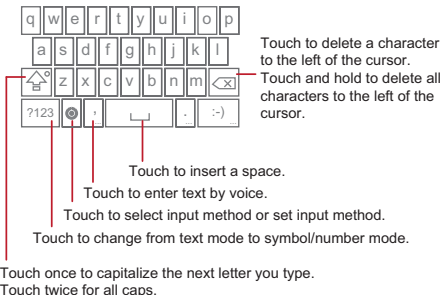 q w e r t y u i o p
a s d f g h j k l
z x c v b n m
?123 , ... . ... :-) ...
Touch to delete a character
to the left of the cursor.
Touch and hold to delete all
characters to the left of the
cursor.
Touch to insert a space.
Touch to enter text by voice.
Touch to select input method or set input method.
Touch to change from text mode to symbol/number mode.
Touch once to capitalize the next letter you type.
Touch twice for all caps.